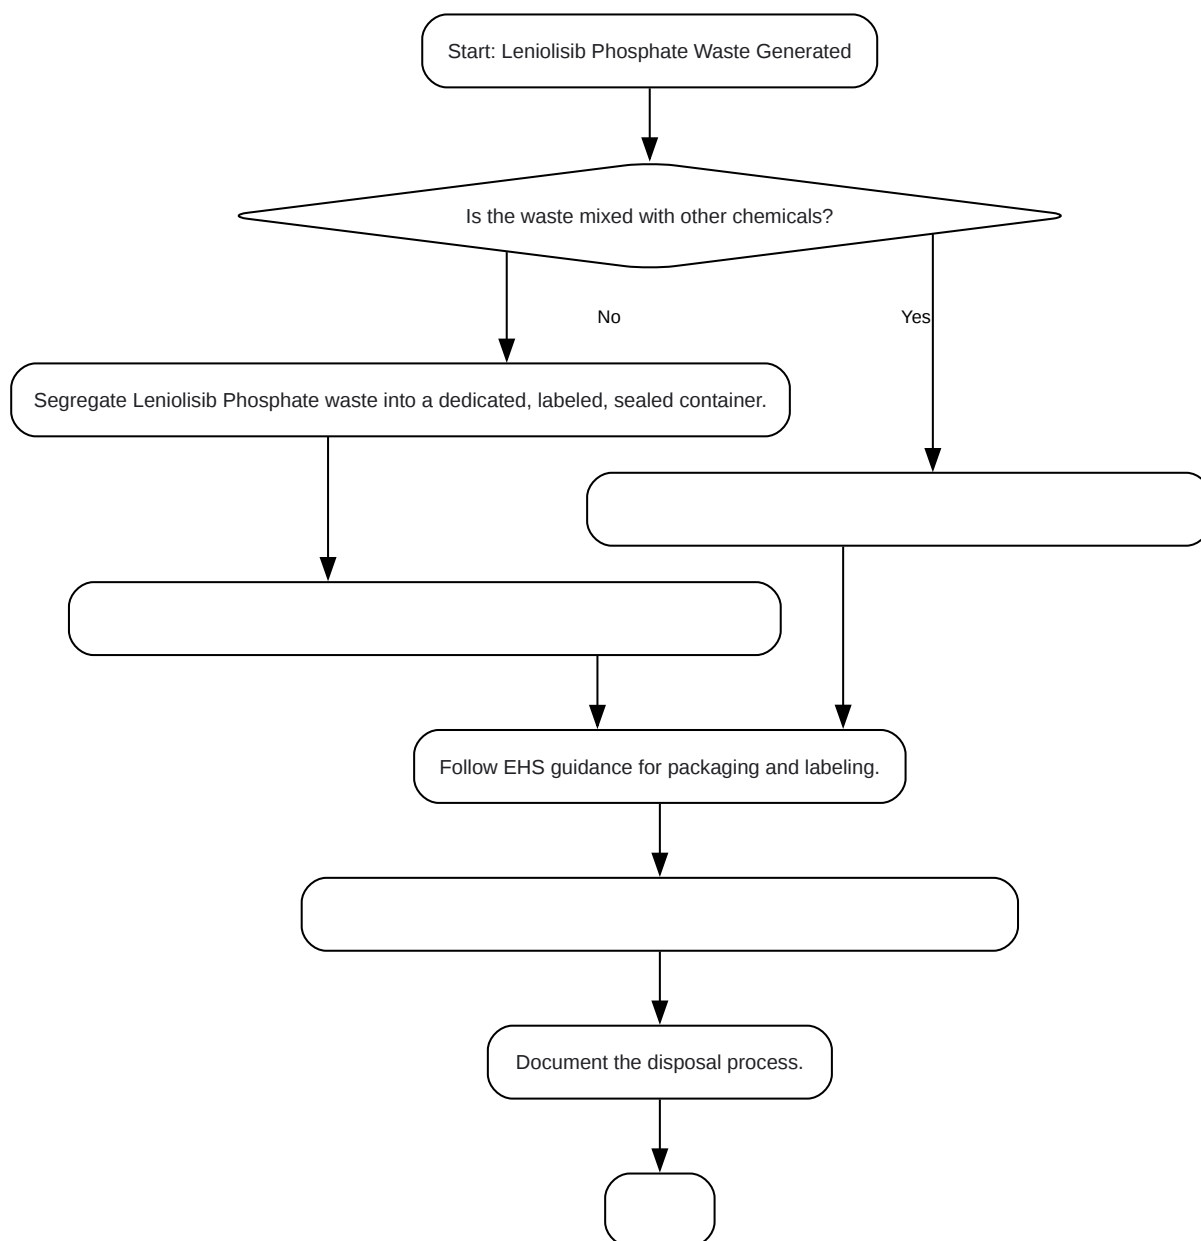 Start: Leniolisib Phosphate Waste Generated
Is the waste mixed with other chemicals?
No
Yes
Segregate Leniolisib Phosphate waste into a dedicated, labeled, sealed container.
Follow EHS guidance for packaging and labeling.
Document the disposal process.